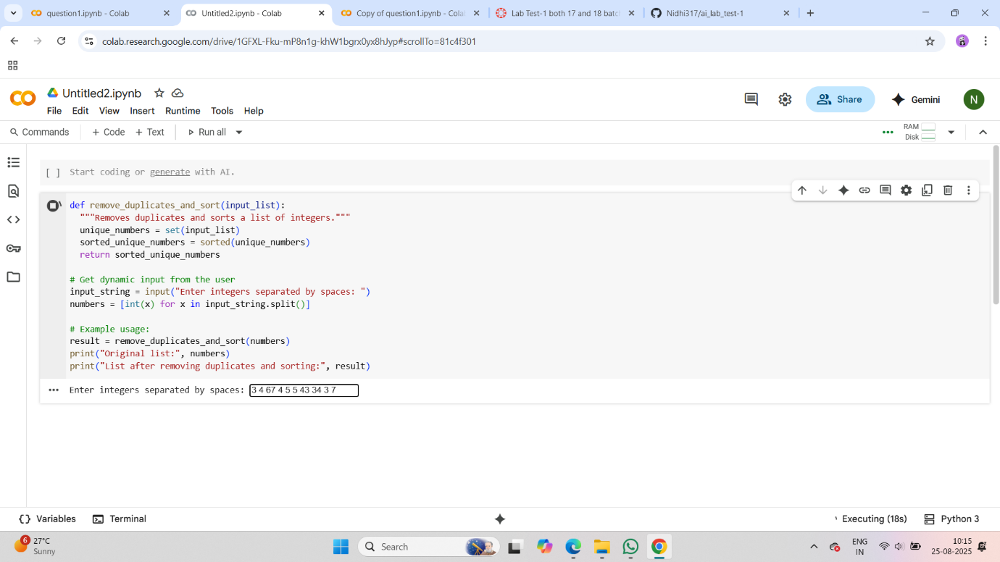 question1.ipynb - Colab
Untitled2.ipynb - Colab
Copy of question1.ipynb - Cola
Lab Test-1 both 17 and 18 batc
Nidhi317/ai_lab_test-1
colab.research.google.com/drive/1GFXL-Fku-mP8n1g-khW1bgrx0yx8hJyp#scrollTo=81c4f301
Untitled2.ipynb
File Edit View Insert Runtime Tools Help
Share
Gemini
N
Commands + Code + Text Run all
RAM
Disk
[ ] Start coding or generate with AI.
def remove_duplicates_and_sort(input_list):
"""Removes duplicates and sorts a list of integers."""
unique_numbers = set(input_list)
sorted_unique_numbers = sorted(unique_numbers)
return sorted_unique_numbers
# Get dynamic input from the user
input_string = input("Enter integers separated by spaces: ")
numbers = [int(x) for x in input_string.split()]
# Example usage:
result = remove_duplicates_and_sort(numbers)
print("Original list:", numbers)
print("List after removing duplicates and sorting:", result)
Enter integers separated by spaces: 3 4 67 4 5 5 43 34 3 7
Variables Terminal
Executing (18s) Python 3
6
27°C
Sunny
Search
ENG
IN
10:15
25-08-2025